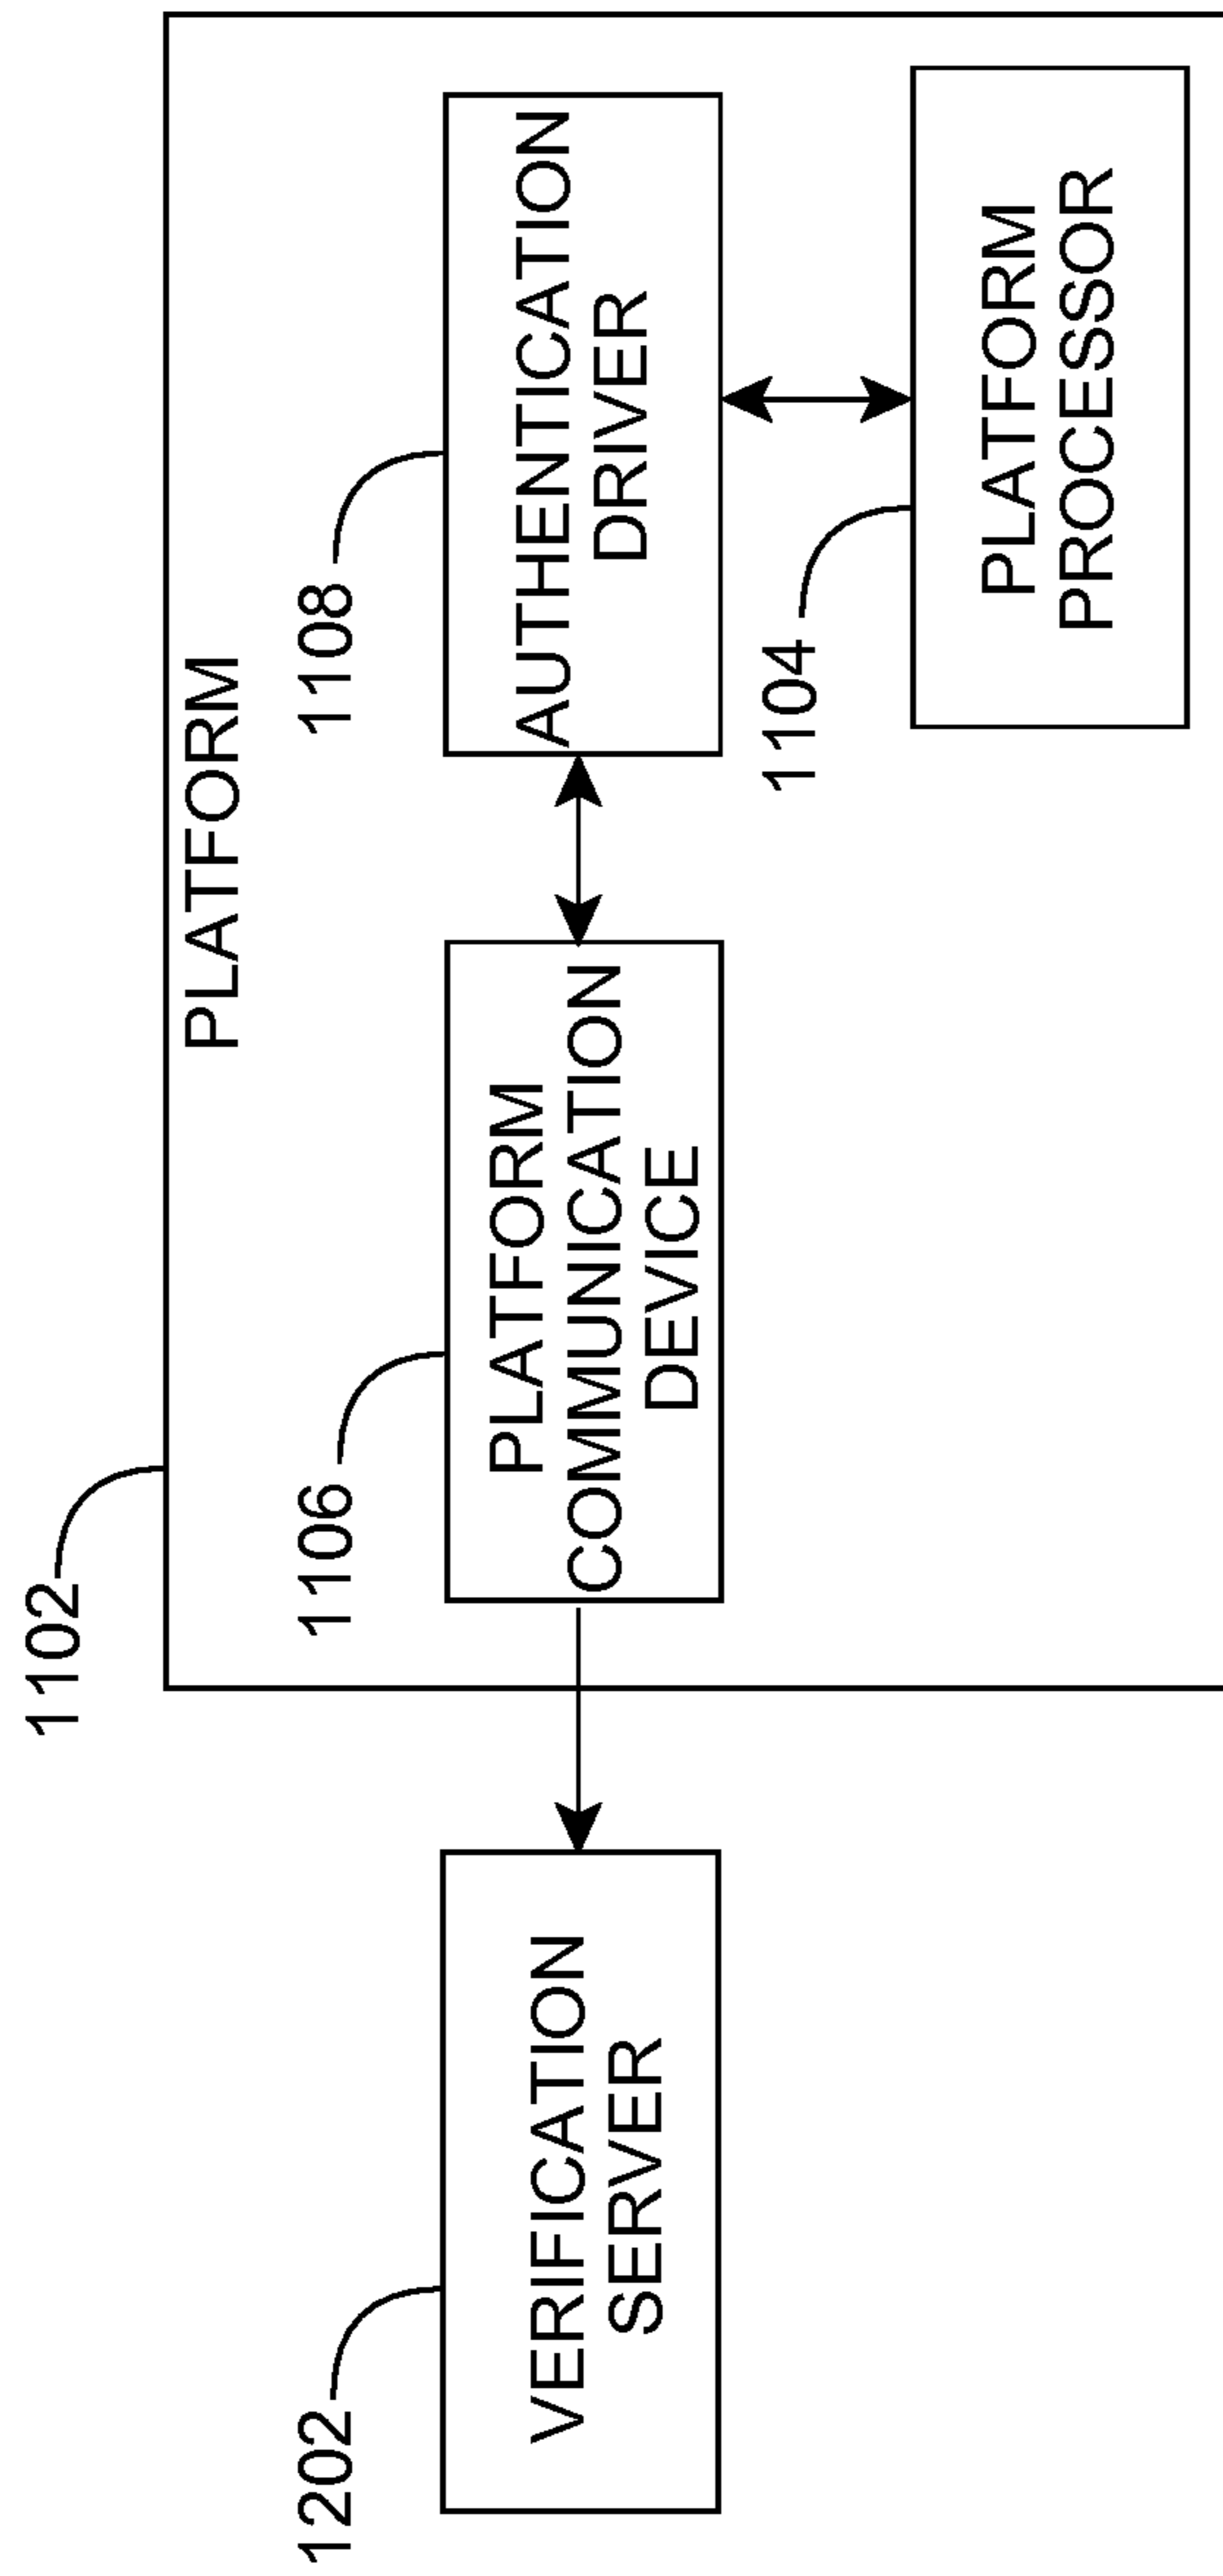 1102
PLATFORM
1202
1106
1108
VERIFICATION
SERVER
PLATFORM
COMMUNICATION
DEVICE
AUTHENTICATION
DRIVER
1104
PLATFORM
PROCESSOR